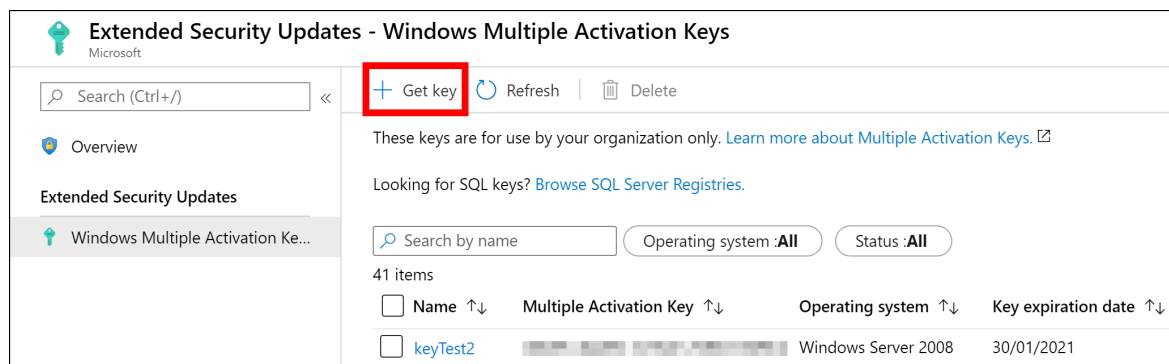 Extended Security Updates - Windows Multiple Activation Keys
Microsoft
Search (Ctrl+/)
«
Overview
Extended Security Updates
Windows Multiple Activation Ke...
+ Get key
Refresh
Delete
These keys are for use by your organization only. Learn more about Multiple Activation Keys.
Looking for SQL keys? Browse SQL Server Registries.
Search by name
Operating system :All
Status :All
41 items
Name ↑↓ Multiple Activation Key ↑↓ Operating system ↑↓ Key expiration date ↑↓
keyTest2 Windows Server 2008 30/01/2021